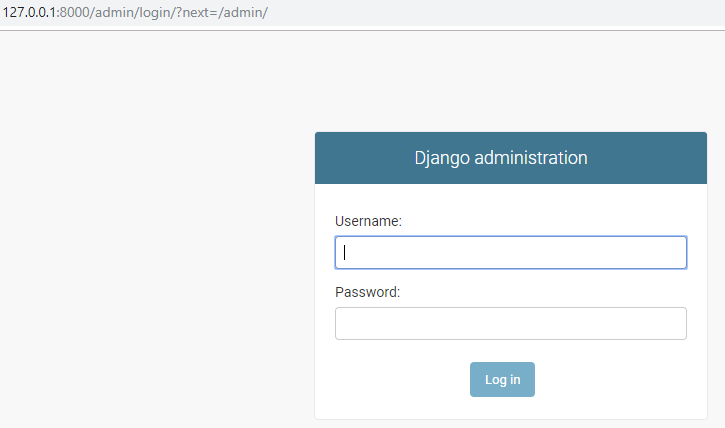 127.0.0.1:8000/admin/login/?next=/admin/
Django administration
Username:
Password:
Log in